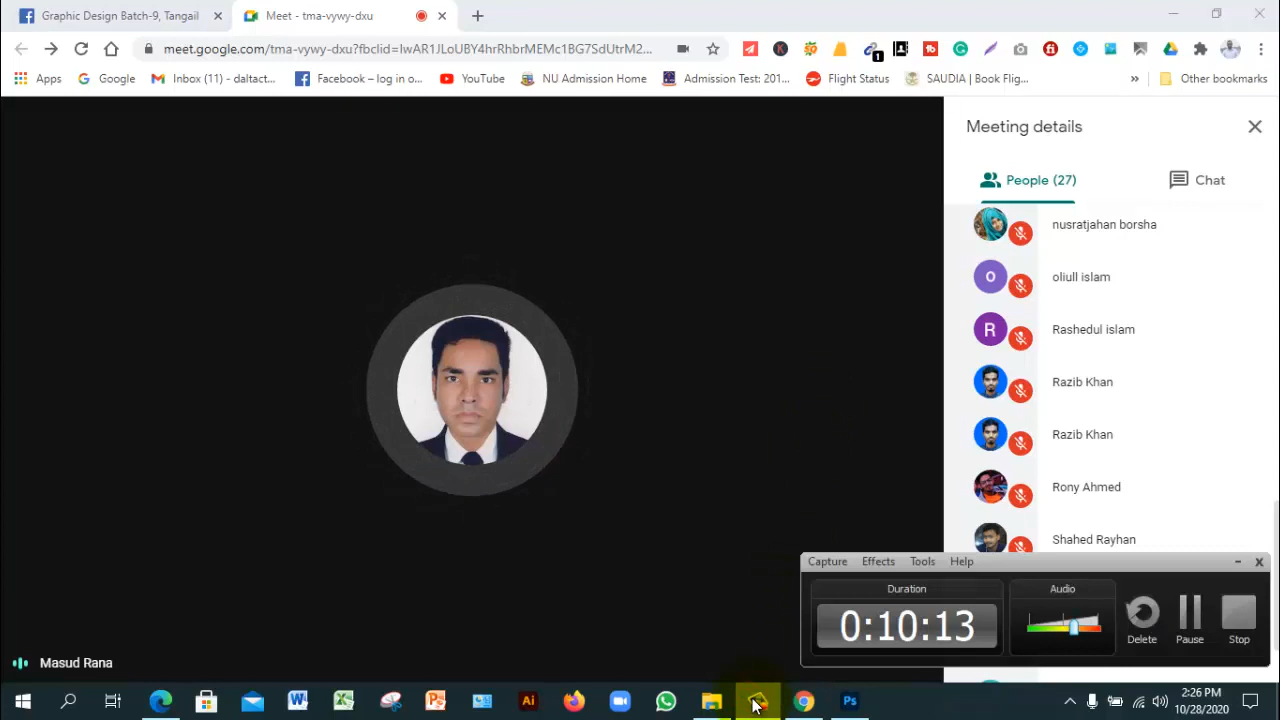 Graphic Design Batch-9, Tangail
Meet - tma-vywy-dxu
meet.google.com/tma-vywy-dxu?fbclid=IwAR1JLoUBY4hrRhbrMEMc1BG7SdUtrM2...
1
Apps
Google
Inbox (11) - daltact...
Facebook – log in o...
YouTube
NU Admission Home
Admission Test: 201...
Flight Status
SAUDIA | Book Flig...
»
Other bookmarks
Meeting details
People (27)
Chat
nusratjahan borsha
o
oliull islam
R
Rashedul islam
Razib Khan
Razib Khan
Rony Ahmed
Shahed Rayhan
Capture Effects Tools Help
Duration
Audio
0:10:13
Delete
Pause
Stop
Masud Rana
Ai
Ps
2:26 PM
10/28/2020